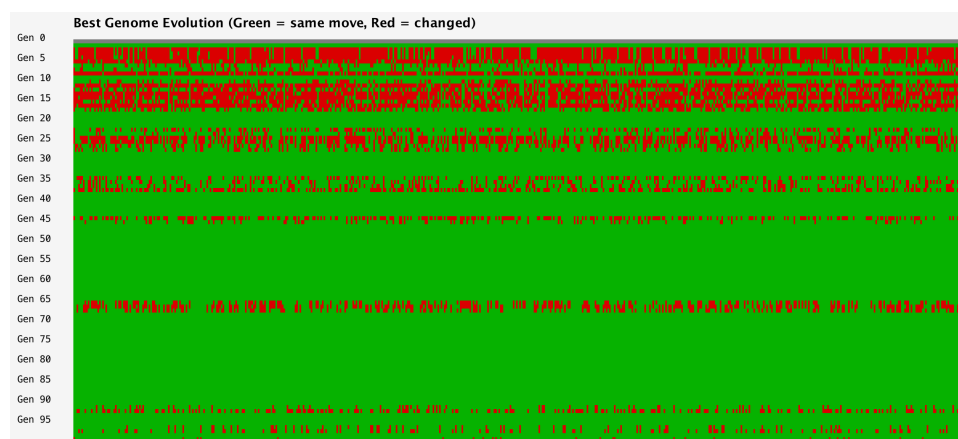 Best Genome Evolution (Green = same move, Red = changed)
Gen 0
Gen 5
Gen 10
Gen 15
Gen 20
Gen 25
Gen 30
Gen 35
Gen 40
Gen 45
Gen 50
Gen 55
Gen 60
Gen 65
Gen 70
Gen 75
Gen 80
Gen 85
Gen 90
Gen 95